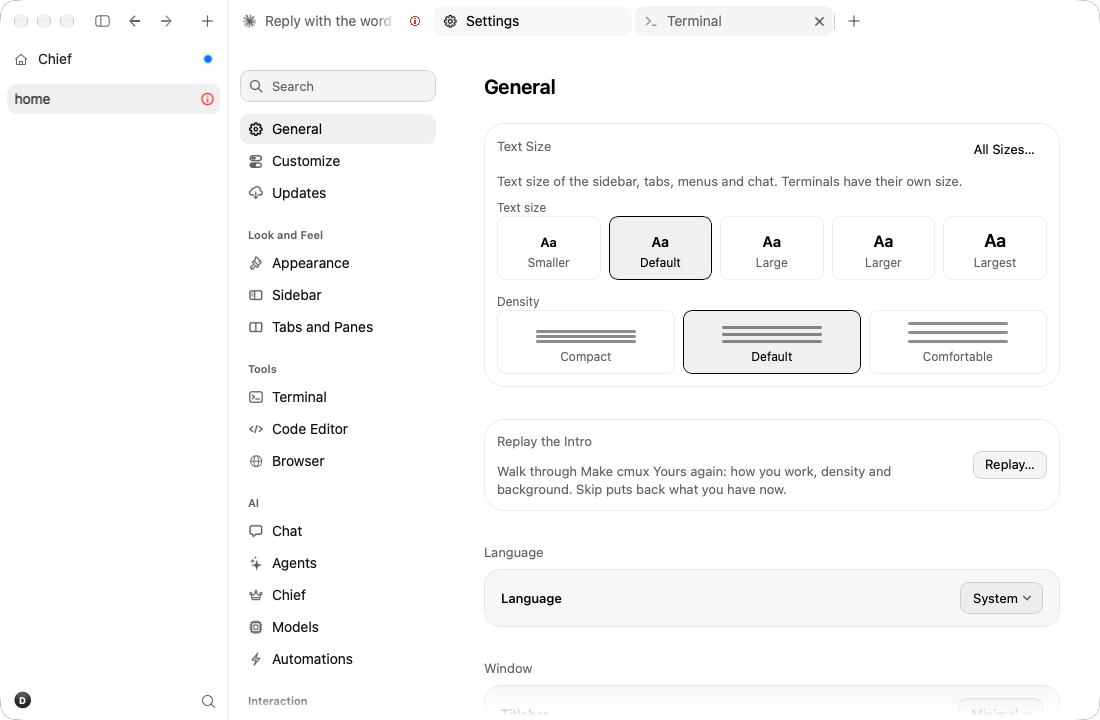 Chief
home
D
Reply with the word
Settings
Terminal
Search
General
Customize
Updates
Look and Feel
Appearance
Sidebar
Tabs and Panes
Tools
Terminal
Code Editor
Browser
AI
Chat
Agents
Chief
Models
Automations
Interaction
General
Text Size
All Sizes...
Text size of the sidebar, tabs, menus and chat. Terminals have their own size.
Text size
Aa Aa Aa Aa Aa
Smaller Default Large Larger Largest
Density
Compact Default Comfortable
Replay the Intro
Walk through Make cmux Yours again: how you work, density and
background. Skip puts back what you have now.
Replay...
Language
Language
System
Window
Titlebar
Minimal